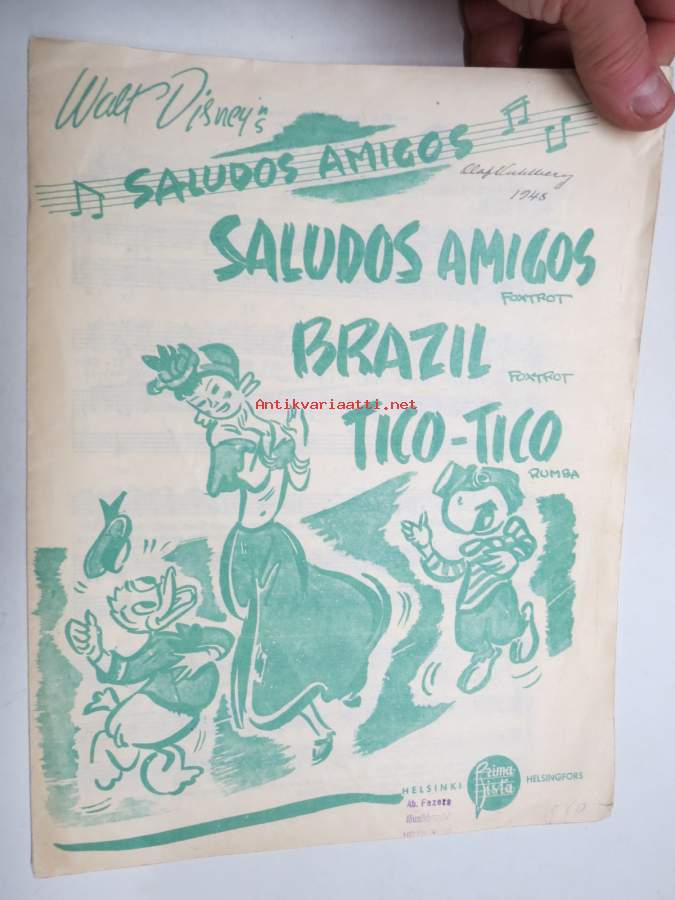 Walt Disney's
SALUDOS AMIGOS
1948
SALUDOS AMIGOS
FOXTROT
BRAZIL
FOXTROT
Antikvariaatti.net
TICO-TICO
RUMBA
HELSINKI
Prima Vista
HELSINGFORS
Ab. Fazers